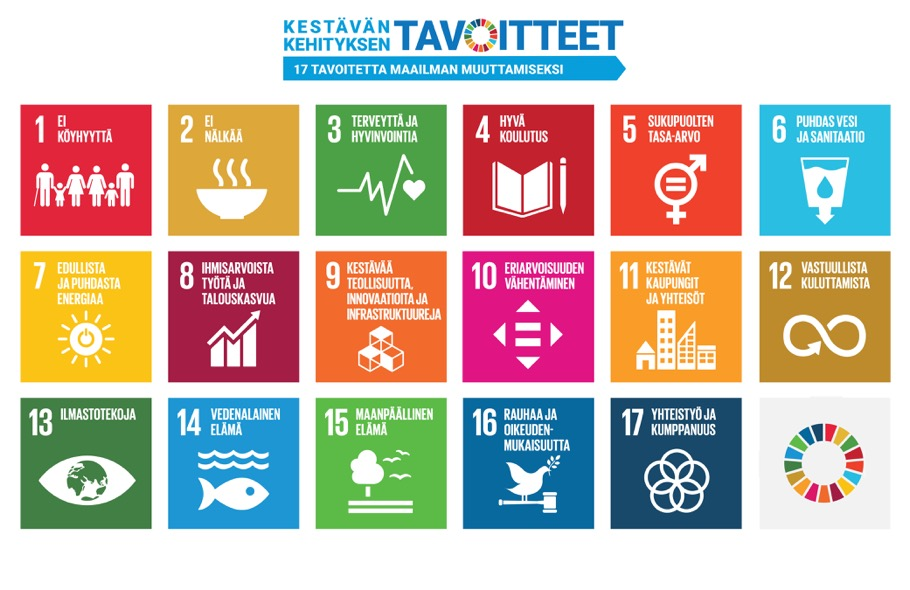 KESTÄVÄN
KEHITYKSEN
TAVOITTEET
17 TAVOITETTA MAAILMAN MUUTTAMISEKSI
1 EI
KÖYHYYTTÄ
2 EI
NÄLKÄÄ
3 TERVEYTTÄ JA
HYVINVOINTIA
4 HYVÄ
KOULUTUS
5 SUKUPUOLTEN
TASA-ARVO
6 PUHDAS VESI
JA SANITAATIO
7 EDULLISTA
JA PUHDASTA
ENERGIAA
8 IHMISARVOISTA
TYÖTÄ JA
TALOUSKASVUA
9 KESTÄVÄÄ
TEOLLISUUTTA,
INNOVAATIOITA JA
INFRASTRUKTUUREJA
10 ERIARVOISUUDEN
VÄHENTÄMINEN
11 KESTÄVÄT
KAUPUNGIT
JA YHTEISÖT
12 VASTUULLISTA
KULUTTAMISTA
13 ILMASTOTEKOJA
14 VEDENALAINEN
ELÄMÄ
15 MAANPÄÄLLINEN
ELÄMÄ
16 RAUHAA JA
OIKEUDEN-
MUKAISUUTTA
17 YHTEISTYÖ JA
KUMPPANUUS